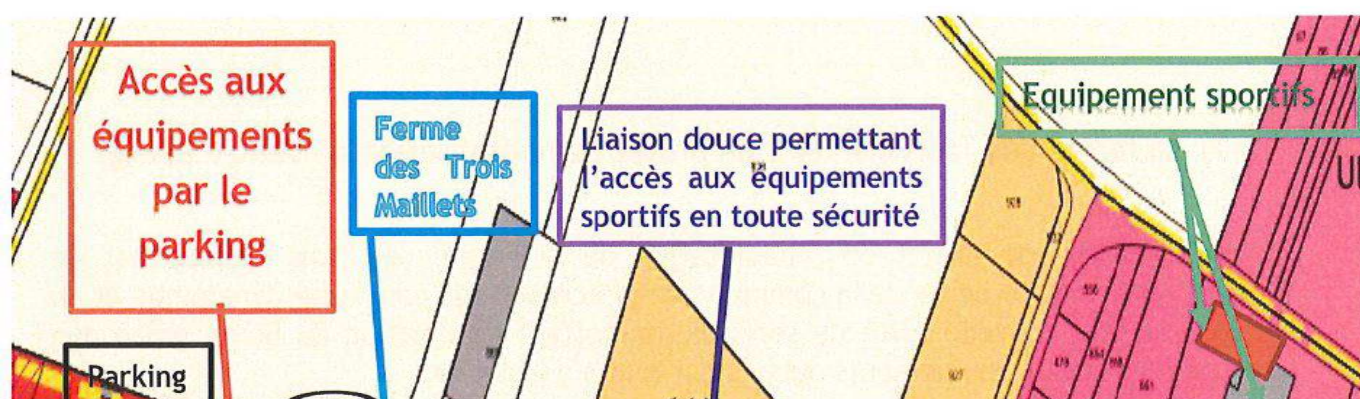 Accès aux
équipements
par le
parking
Ferme
des Trois
Maillets
Liaison douce permettant
l'accès aux équipements
sportifs en toute sécurité
Equipement sportifs
Parking